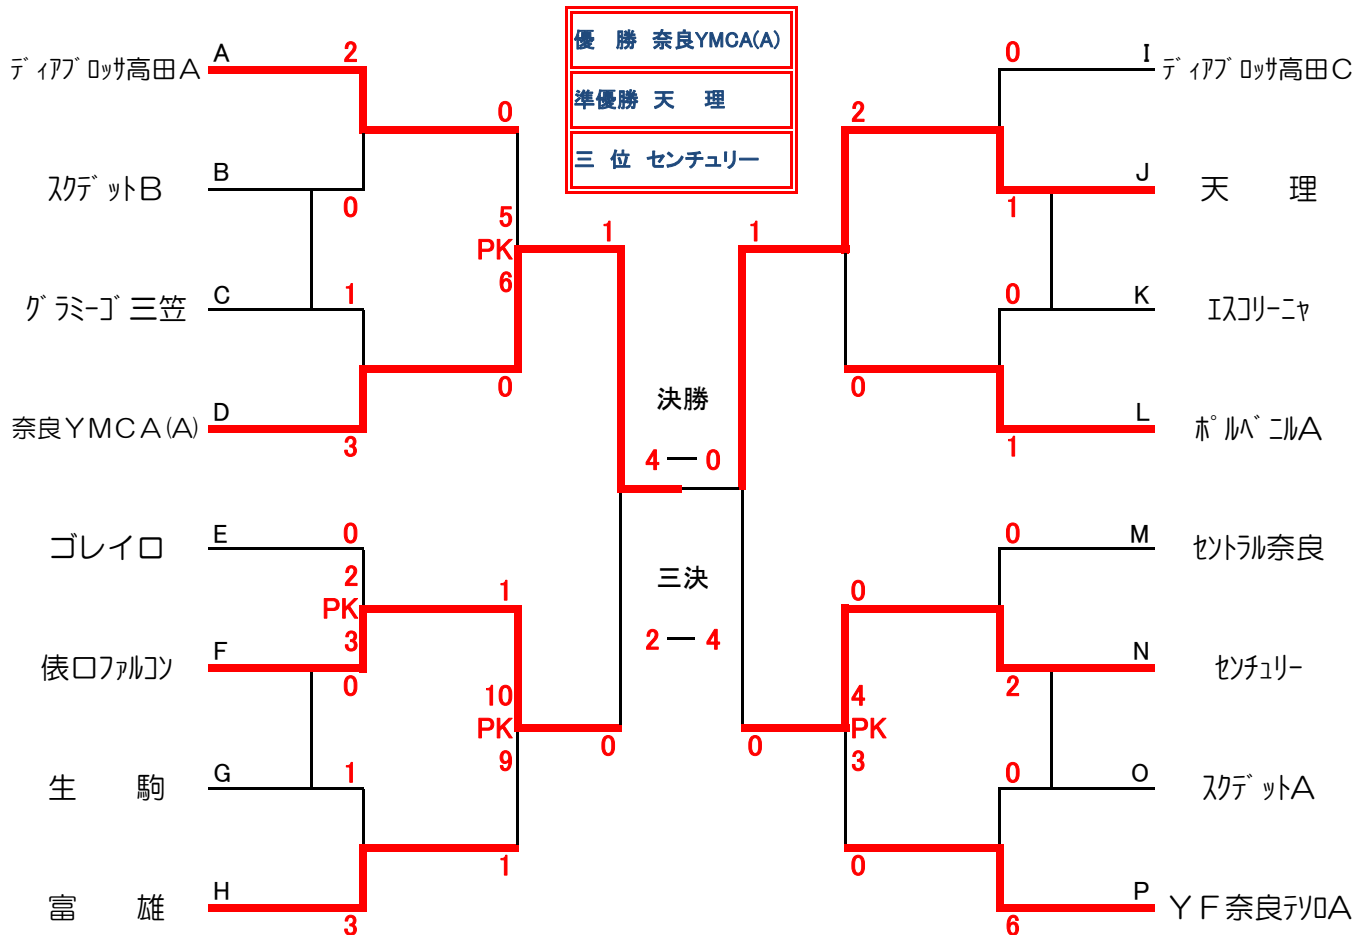 優　勝　奈良YMCA(A)
準優勝　天　理
三　位　センチュリー
A
ﾃﾞｨｱﾌﾞﾛｯｻ高田A
2
0
B
ｽｸﾃﾞｯﾄB
0
5
PK
6
1
C
ｸﾞﾗﾐｰｺﾞ三笠
1
0
D
奈良YMCA(A)
3
E
ゴレイロ
0
2
PK
3
1
F
俵口ﾌｧﾙｺﾝ
0
10
PK
9
0
G
生　駒
1
1
H
富　雄
3
決勝
4 ー 0
三決
2 ー 4
0
I
ﾃﾞｨｱﾌﾞﾛｯｻ高田C
2
J
天　理
1
1
0
K
ｴｽｺﾘｰﾆｬ
0
L
ﾎﾟﾙﾍﾞﾆﾙA
1
0
M
ｾﾝﾄﾗﾙ奈良
0
N
ｾﾝﾁｭﾘｰ
2
4
PK
3
0
0
O
ｽｸﾃﾞｯﾄA
0
P
YF奈良ﾃｿﾛA
6